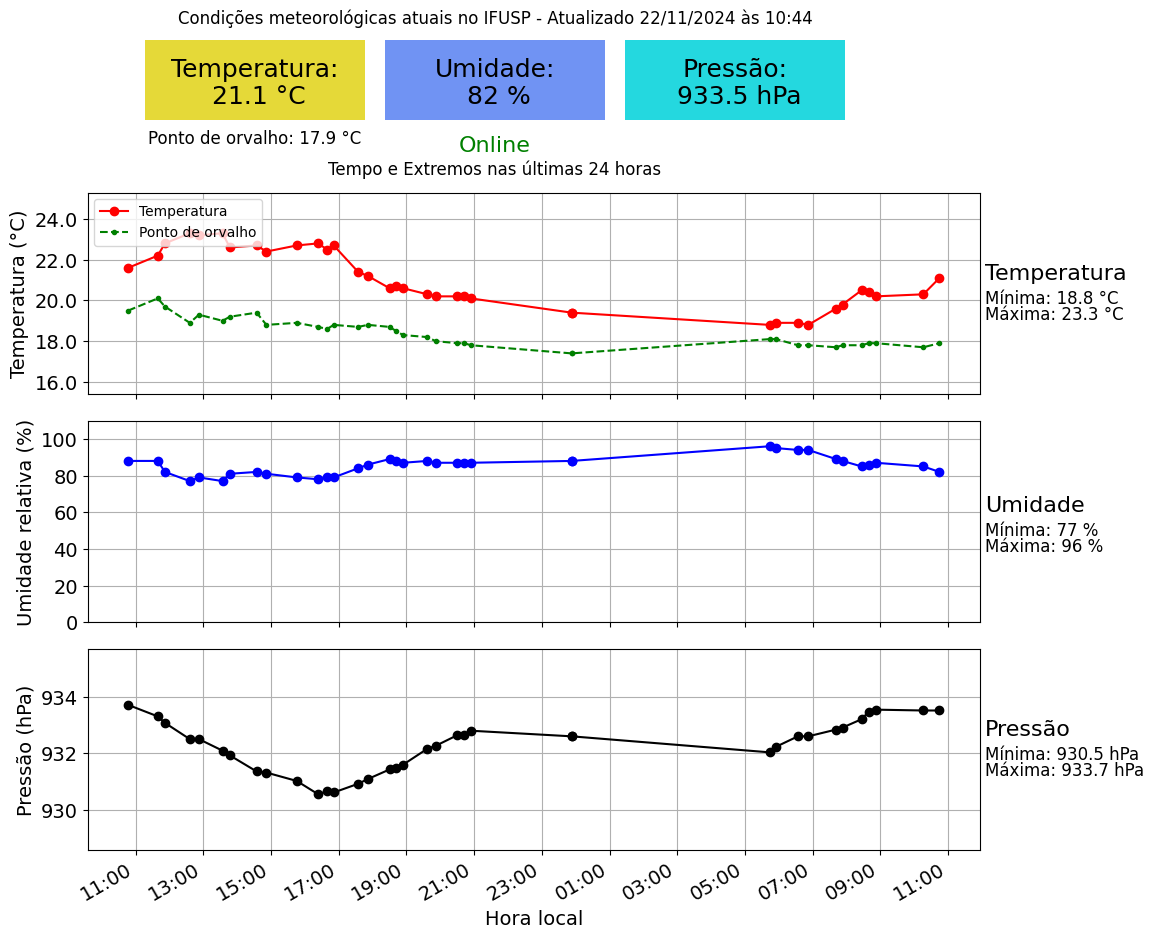 Condições meteorológicas atuais no IFUSP - Atualizado 22/11/2024 às 10:44
Temperatura:
21.1 °C
Umidade:
82 %
Pressão:
933.5 hPa
Ponto de orvalho: 17.9 °C
Online
Tempo e Extremos nas últimas 24 horas
Temperatura (°C)
24.0
22.0
20.0
18.0
16.0
Temperatura
Ponto de orvalho
Temperatura
Mínima: 18.8 °C
Máxima: 23.3 °C
Umidade relativa (%)
100
80
60
40
20
0
Umidade
Mínima: 77 %
Máxima: 96 %
Pressão (hPa)
934
932
930
Pressão
Mínima: 930.5 hPa
Máxima: 933.7 hPa
11:00 13:00 15:00 17:00 19:00 21:00 23:00 01:00 03:00 05:00 07:00 09:00 11:00
Hora local